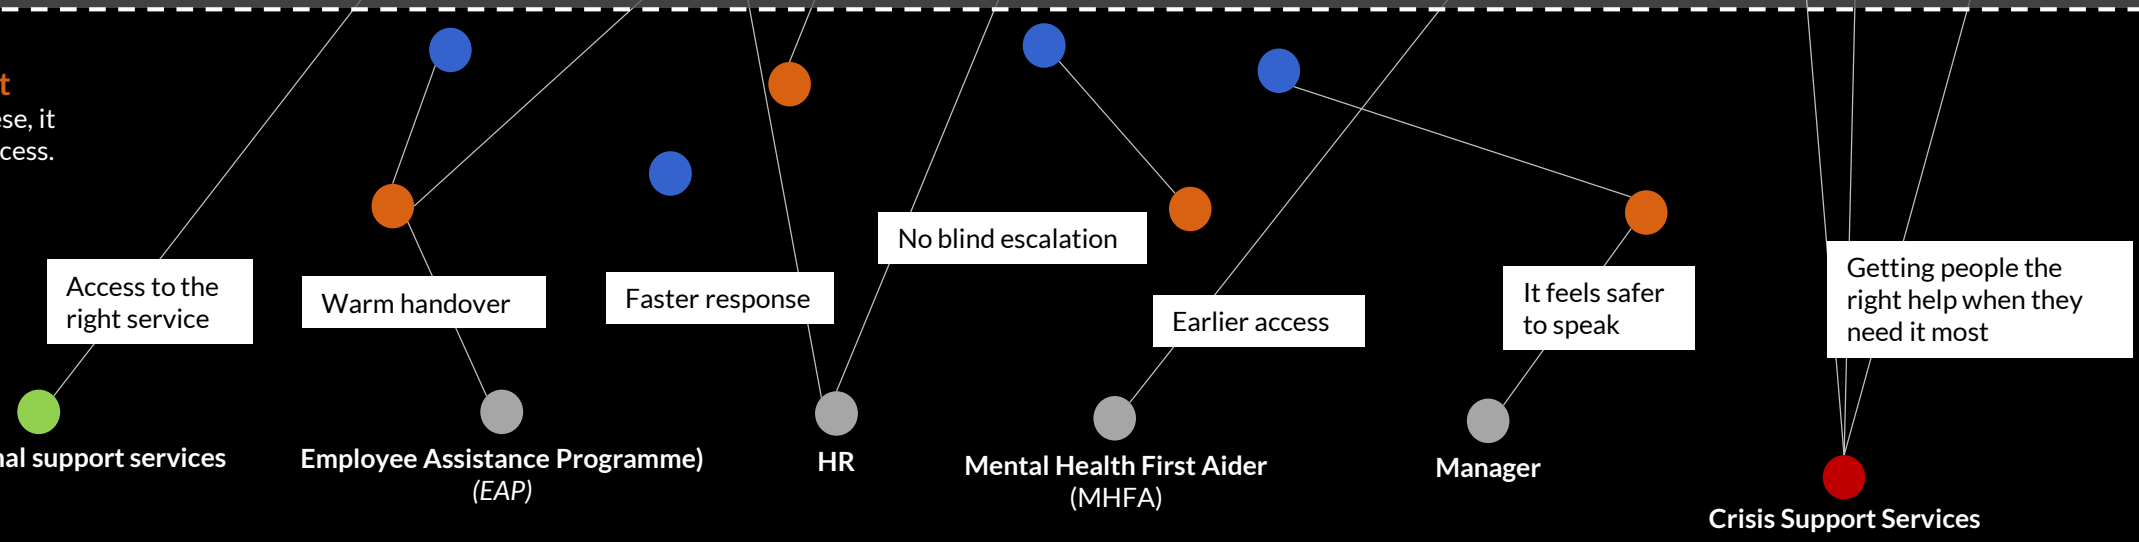 t
ese, it
cess.
No blind escalation
Access to the
right service
Warm handover
Faster response
Earlier access
It feels safer
to speak
Getting people the
right help when they
need it most
nal support services
Employee Assistance Programme)
(EAP)
HR
Mental Health First Aider
(MHFA)
Manager
Crisis Support Services